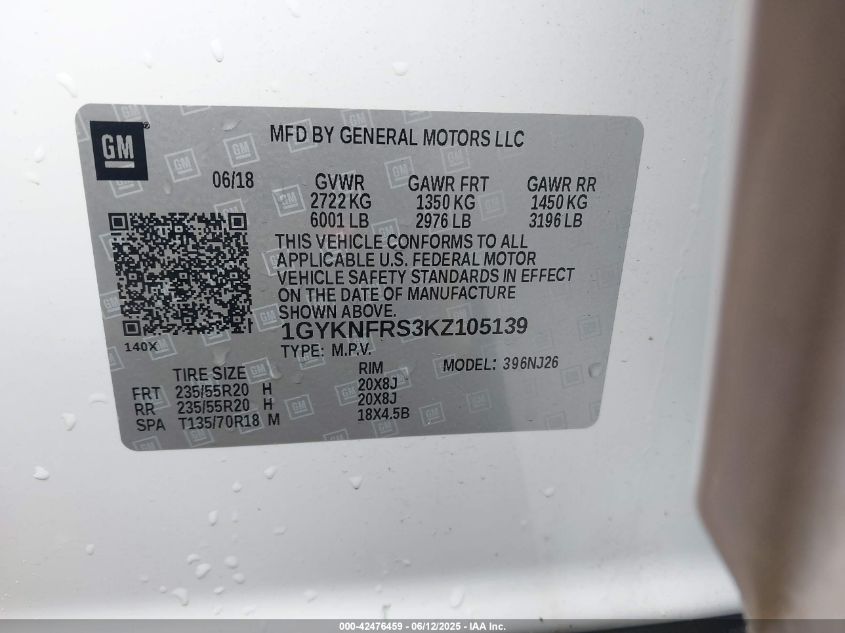 GM
MFD BY GENERAL MOTORS LLC
06/18 GVWR GAWR FRT GAWR RR
2722 KG 1350 KG 1450 KG
6001 LB 2976 LB 3196 LB
THIS VEHICLE CONFORMS TO ALL
APPLICABLE U.S. FEDERAL MOTOR
VEHICLE SAFETY STANDARDS IN EFFECT
ON THE DATE OF MANUFACTURE
SHOWN ABOVE.
1GYKNFRS3KZ105139
140X
TYPE: M.P.V. MODEL: 396NJ26
TIRE SIZE RIM
FRT 235/55R20 H 20X8J
RR 235/55R20 H 20X8J
SPA T135/70R18 M 18X4.5B
000-42476459 - 06/12/2025 - IAA Inc.